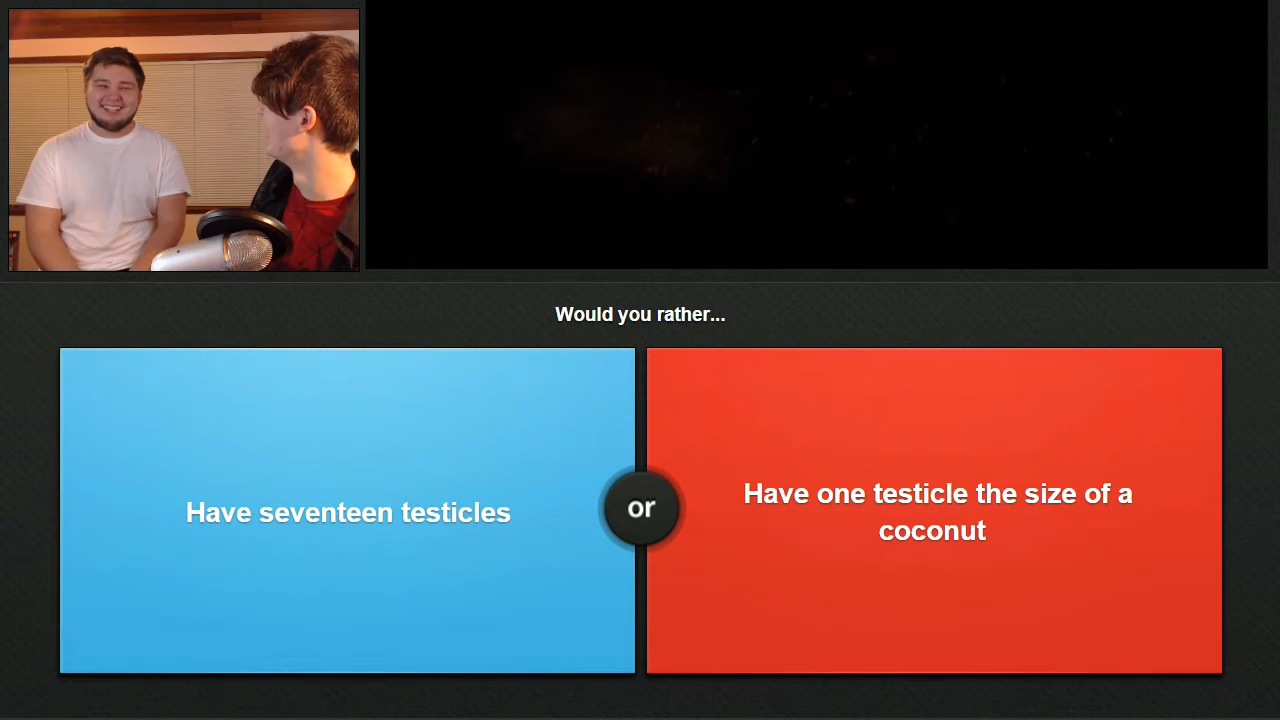 Would you rather...
Have seventeen testicles
or
Have one testicle the size of a
coconut